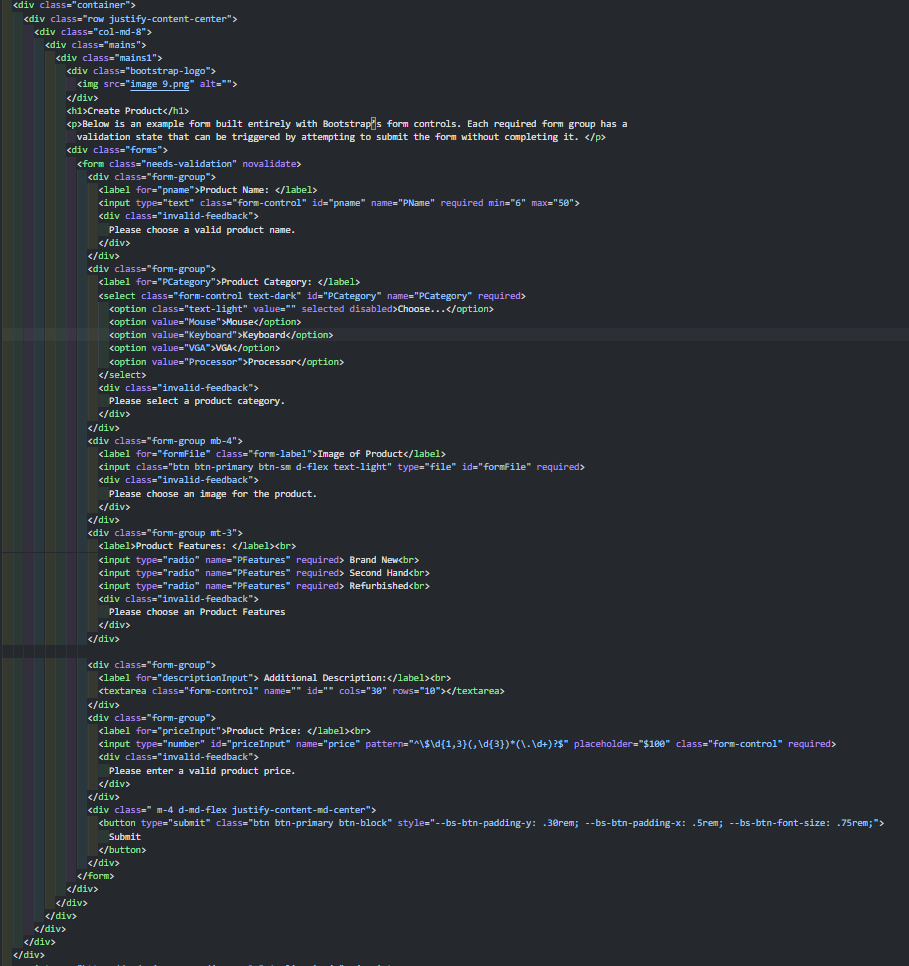 <div class="container">
<div class="row justify-content-center">
<div class="col-md-8">
<div class="mains">
<div class="mains1">
<div class="bootstrap-logo">
<img src="image 9.png" alt="">
</div>
<h1>Create Product</h1>
<p>Below is an example form built entirely with Bootstrap's form controls. Each required form group has a
validation state that can be triggered by attempting to submit the form without completing it. </p>
<div class="forms">
<form class="needs-validation" novalidate>
<div class="form-group">
<label for="pname">Product Name: </label>
<input type="text" class="form-control" id="pname" name="PName" required min="6" max="50">
<div class="invalid-feedback">
Please choose a valid product name.
</div>
</div>
<div class="form-group">
<label for="PCategory">Product Category: </label>
<select class="form-control text-dark" id="PCategory" name="PCategory" required>
<option class="text-light" value="" selected disabled>Choose...</option>
<option value="Mouse">Mouse</option>
<option value="Keyboard">Keyboard</option>
<option value="VGA">VGA</option>
<option value="Processor">Processor</option>
</select>
<div class="invalid-feedback">
Please select a product category.
</div>
</div>
<div class="form-group mb-4">
<label for="formFile" class="form-label">Image of Product</label>
<input class="btn btn-primary btn-sm d-flex text-light" type="file" id="formFile" required>
<div class="invalid-feedback">
Please choose an image for the product.
</div>
</div>
<div class="form-group mt-3">
<label>Product Features: </label><br>
<input type="radio" name="PFeatures" required> Brand New<br>
<input type="radio" name="PFeatures" required> Second Hand<br>
<input type="radio" name="PFeatures" required> Refurbished<br>
<div class="invalid-feedback">
Please choose an Product Features
</div>
</div>
<div class="form-group">
<label for="descriptionInput"> Additional Description:</label><br>
<textarea class="form-control" name="" id="" cols="30" rows="10"></textarea>
</div>
<div class="form-group">
<label for="priceInput">Product Price: </label><br>
<input type="number" id="priceInput" name="price" pattern="^\$\d{1,3}(,\d{3})*(\.\d+)?$" placeholder="$100" class="form-control" required>
<div class="invalid-feedback">
Please enter a valid product price.
</div>
</div>
<div class=" m-4 d-md-flex justify-content-md-center">
<button type="submit" class="btn btn-primary btn-block" style="--bs-btn-padding-y: .30rem; --bs-btn-padding-x: .5rem; --bs-btn-font-size: .75rem;">
Submit
</button>
</div>
</form>
</div>
</div>
</div>
</div>
</div>
</div>